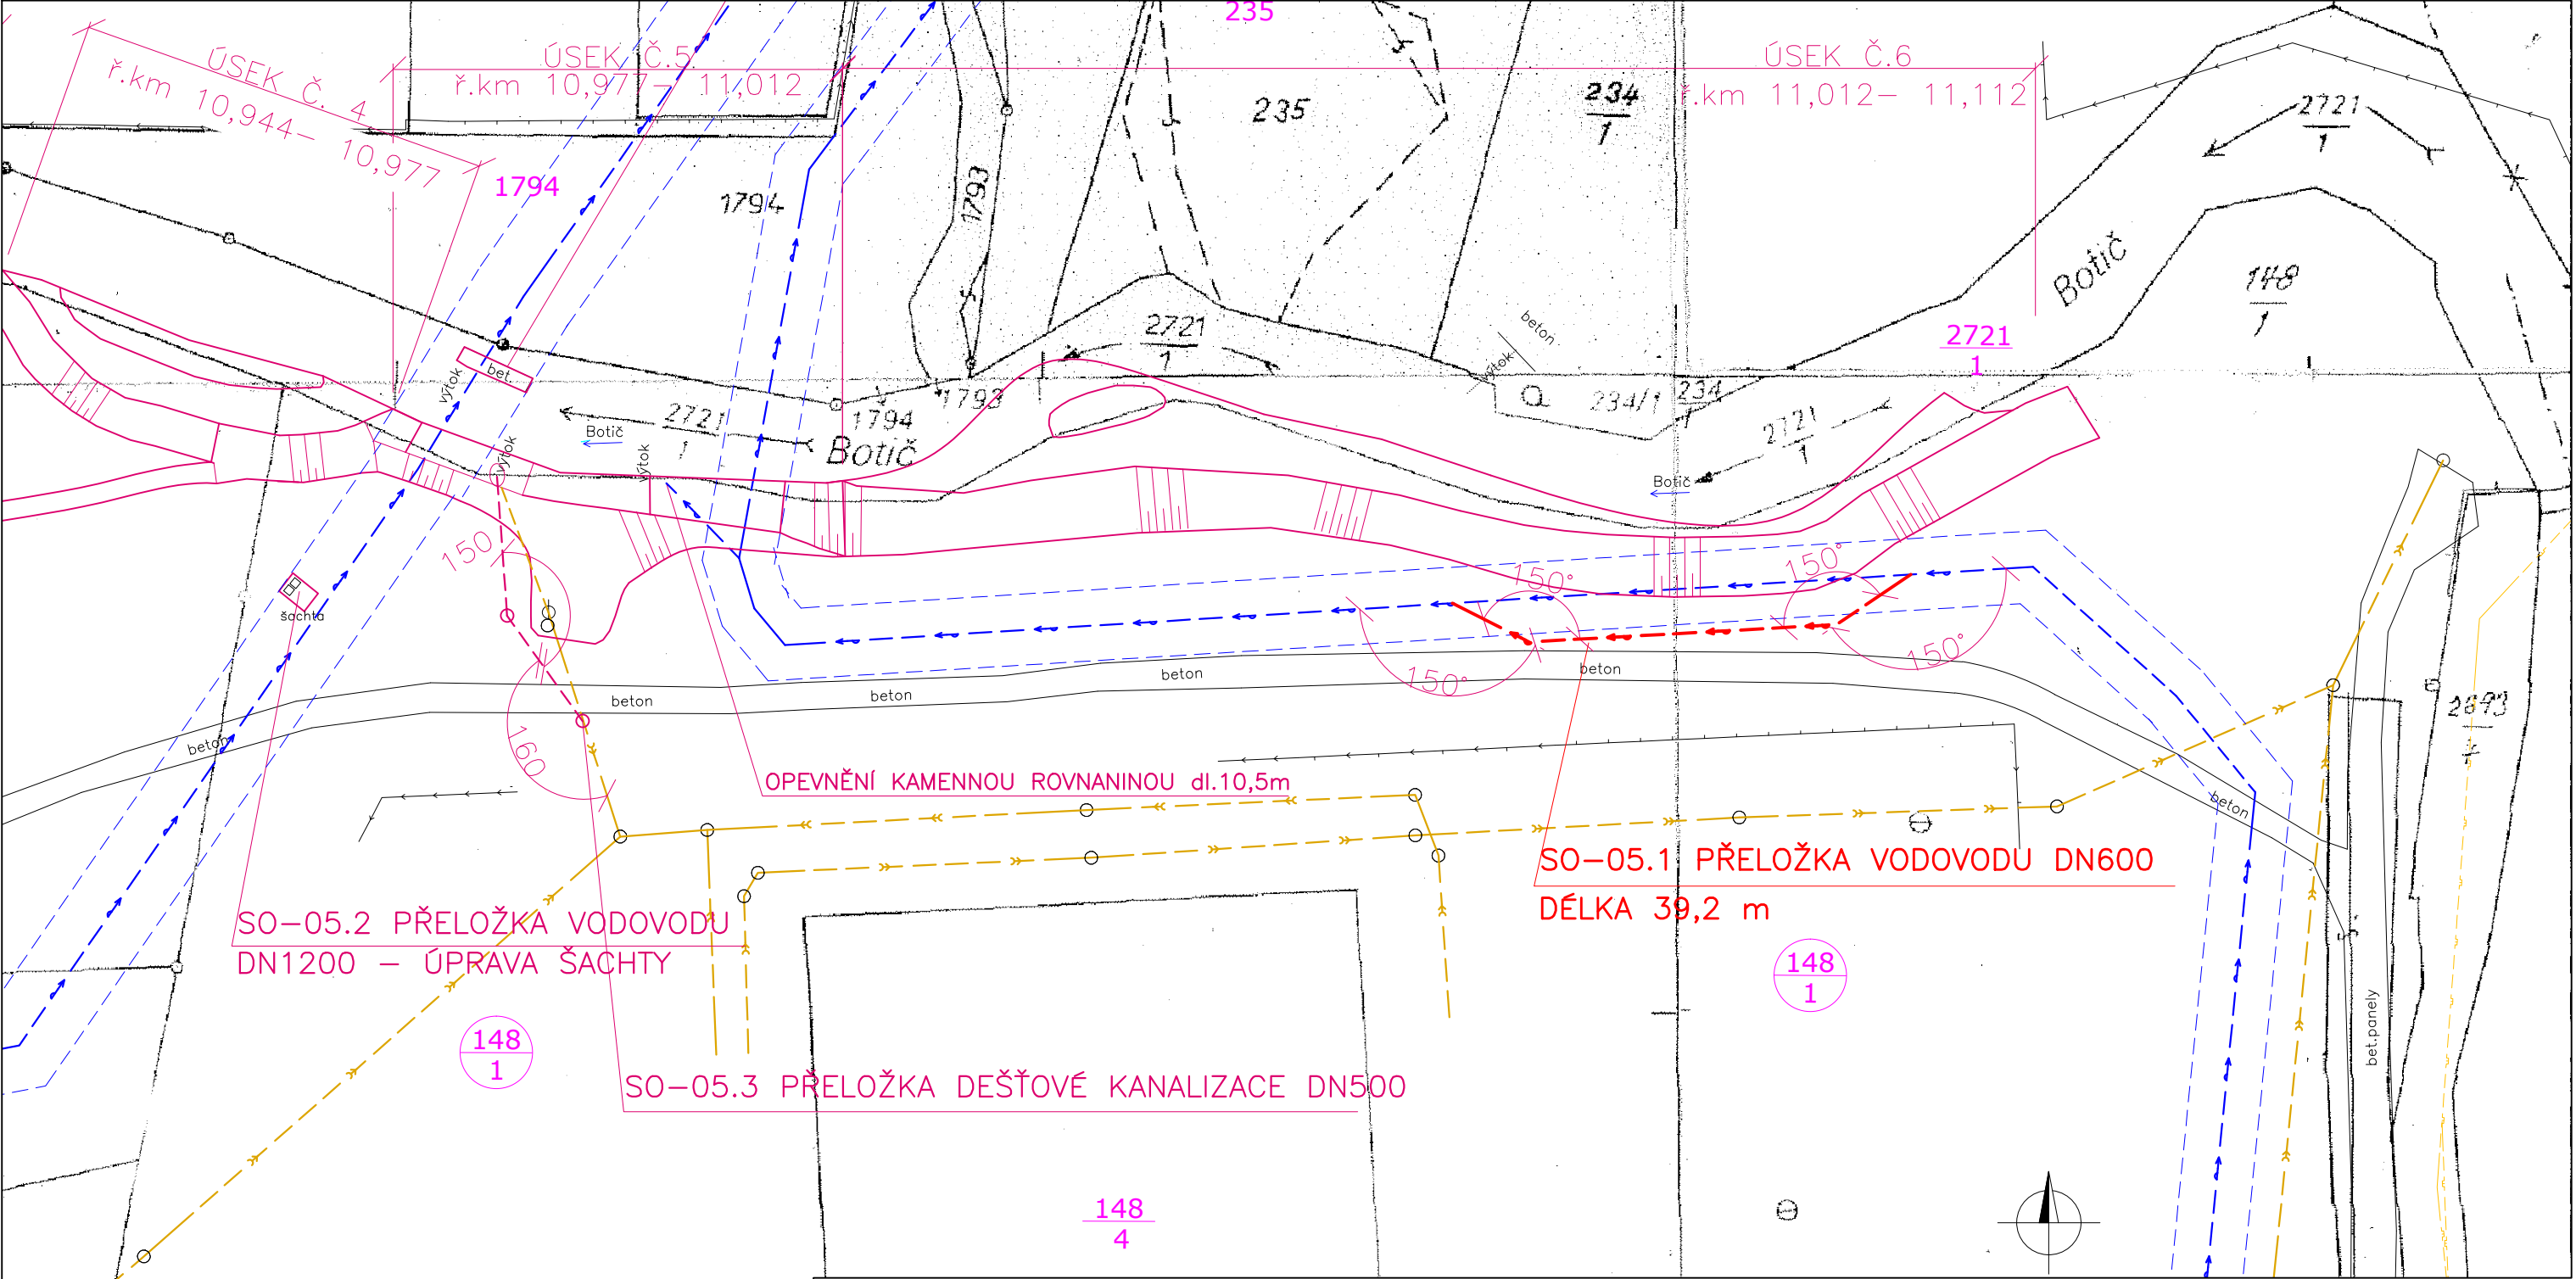 235
ÚSEK Č. 4
ř.km 10,944– 10,977
ÚSEK Č.5
ř.km 10,977– 11,012
ÚSEK Č.6
ř.km 11,012– 11,112
235
234
1
2721
1
1794
1794
1793
Botič
148
1
2721
1
2721
1
beton
výtok
výtok
bet.
2721
1
1794
1793
Botič
Botič
234/1
234
1
2721
1
Botič
výtok
výtok
150
150°
150°
150°
150°
160
šachta
beton
beton
beton
beton
beton
beton
2693
1
OPEVNĚNÍ KAMENNOU ROVNANINOU dl.10,5m
SO–05.1 PŘELOŽKA VODOVODU DN600
DÉLKA 39,2 m
SO–05.2 PŘELOŽKA VODOVODU
DN1200 – ÚPRAVA ŠACHTY
148
1
148
1
bet.panely
SO–05.3 PŘELOŽKA DEŠŤOVÉ KANALIZACE DN500
148
4